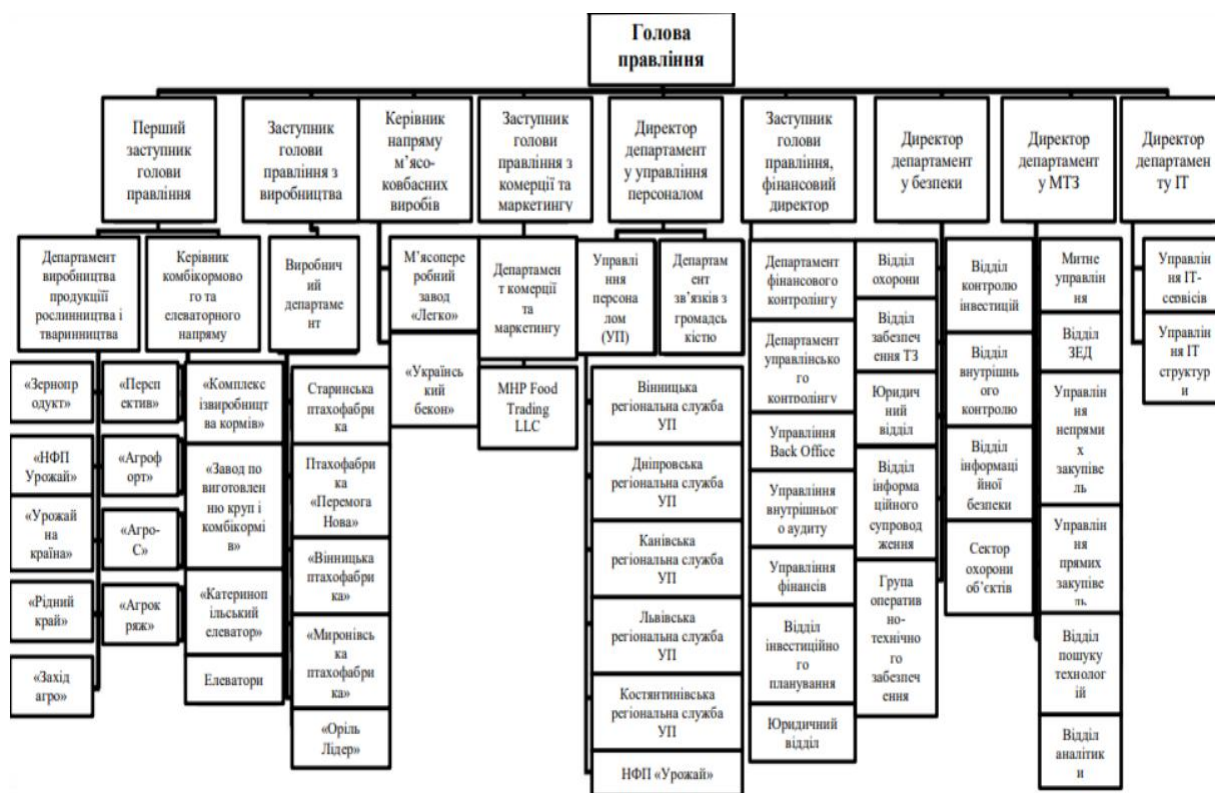 Голова
правління
Перший
заступник
голови
правління
Заступник
голови
правління з
виробництва
Керівник
напряму
м’ясо-
ковбасних
виробів
Заступник
голови
правління з
комерції та
маркетингу
Директор
департамент
у управління
персоналом
Заступник
голови
правління,
фінансовий
директор
Директор
департамент
у безпеки
Директор
департамент
у МТЗ
Директор
департамен
ту ІТ
Департамент
виробництва
продукціїї
рослинництва і
тваринництва
Керівник
комбікормово
го та
елеваторного
напряму
Виробнич
ий
департаме
нт
М’ясопере
робний
завод
«Легко»
Департамен
т комерції
та
маркетингу
Управлі
ння
персона
лом
(УП)
Департам
ент
зв’язків з
громадсь
кістю
Департамент
фінансового
контролінгу
Відділ
охорони
Відділ
контролю
інвестицій
Митне
управлін
ня
Управлін
ня ІТ-
сервісів
«Зернопр
одукт»
«НФП
Урожай»
«Урожай
на
країна»
«Рідний
край»
«Захід
агро»
«Персп
ектив»
«Агроф
орт»
«Агро-
С»
«Агрок
ряж»
«Комплекс
ізвиробницт
ва кормів»
«Завод по
виготовлен
ню круп і
комбікормі
в»
«Катериноп
ільський
елеватор»
Елеватори
Старинська
птахофабри
ка
Птахофабри
ка
«Перемога
Нова»
«Вінницька
птахофабри
ка»
«Миронівсь
ка
птахофабри
ка»
«Оріль
Лідер»
«Українсь
кий
бекон»
MHP Food
Trading
LLC
Вінницька
регіональна служба
УП
Дніпровська
регіональна служба
УП
Канівська
регіональна служба
УП
Львівська
регіональна служба
УП
Костянтинівська
регіональна служба
УП
НФП «Урожай»
Департамент
управлінсько
го
контролінгу
Управління
Back Office
Управління
внутрішньог
о аудиту
Управління
фінансів
Відділ
інвестиційно
го
планування
Юридичний
відділ
Відділ
забезпеч
ення ТЗ
Юридич
ний
відділ
Відділ
інформа
ційного
супровод
ження
Група
оператив
но-
технічно
го
забезпеч
ення
Відділ
внутрішнь
ого
контролю
Відділ
інформаці
йної
безпеки
Сектор
охорони
об’єктів
Відділ
ЗЕД
Управлін
ня
непрями
х
закупіве
ль
Управлін
ня
прямих
закупіве
ль
Відділ
пошуку
технолог
ій
Відділ
аналітик
и
Управлін
ня ІТ
структур
и